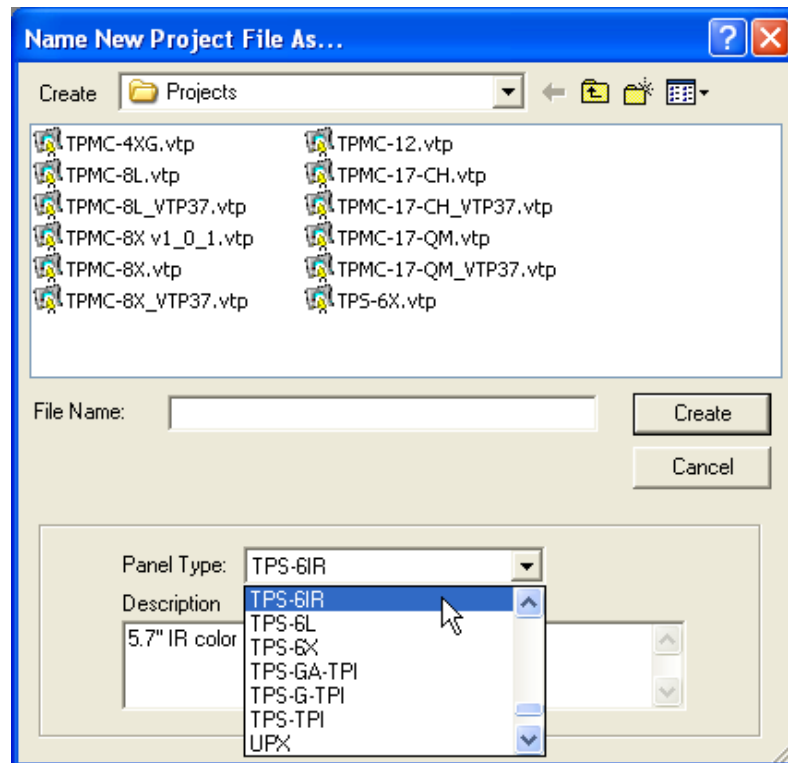 Name New Project File As...
Create Projects
TPMC-4XG.vtp
TPMC-8L.vtp
TPMC-8L_VTP37.vtp
TPMC-8X v1_0_1.vtp
TPMC-8X.vtp
TPMC-8X_VTP37.vtp
TPMC-12.vtp
TPMC-17-CH.vtp
TPMC-17-CH_VTP37.vtp
TPMC-17-QM.vtp
TPMC-17-QM_VTP37.vtp
TPS-6X.vtp
File Name:
Create
Cancel
Panel Type: TPS-6IR
Description
5.7" IR color
TPS-6IR
TPS-6L
TPS-6X
TPS-GA-TPI
TPS-G-TPI
TPS-TPI
UPX